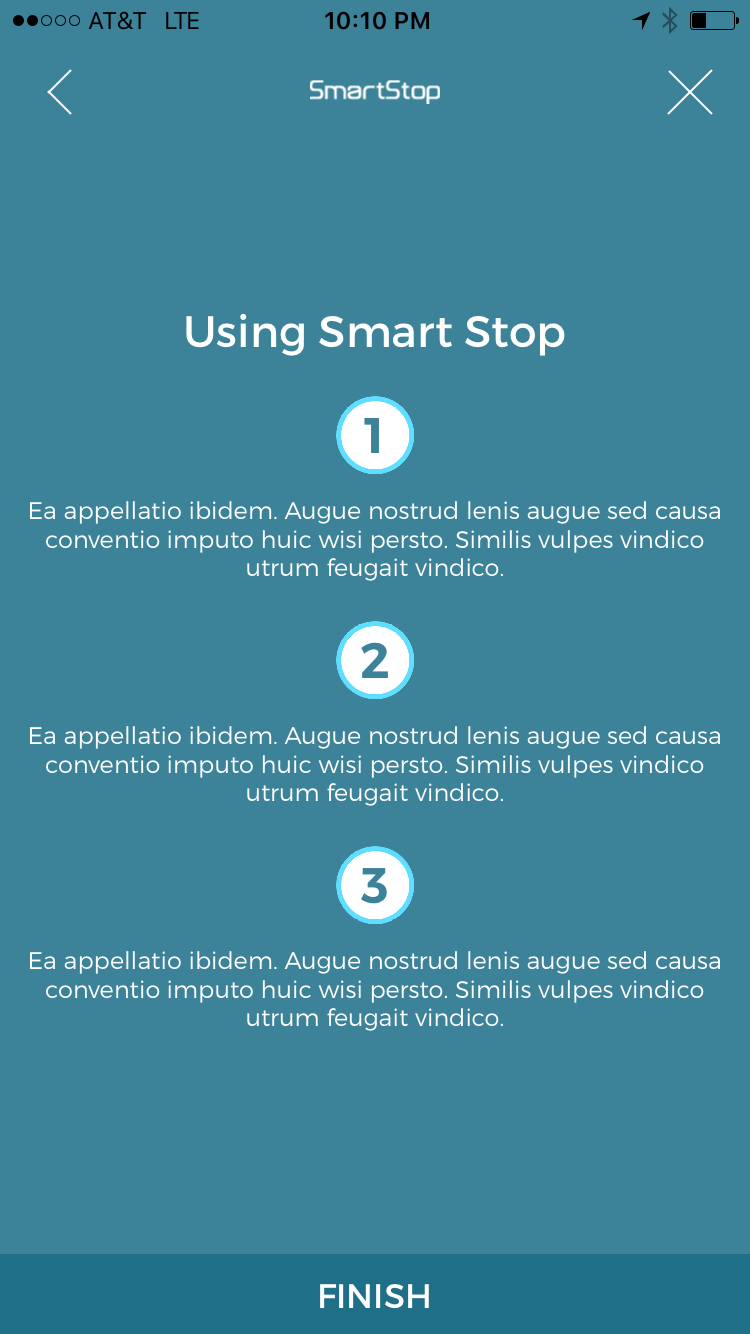 AT&T LTE 10:10 PM
SmartStop
Using Smart Stop
1
Ea appellatio ibidem. Augue nostrud lenis augue sed causa
conventio imputo huic wisi persto. Similis vulpes vindico
utrum feugait vindico.
2
Ea appellatio ibidem. Augue nostrud lenis augue sed causa
conventio imputo huic wisi persto. Similis vulpes vindico
utrum feugait vindico.
3
Ea appellatio ibidem. Augue nostrud lenis augue sed causa
conventio imputo huic wisi persto. Similis vulpes vindico
utrum feugait vindico.
FINISH